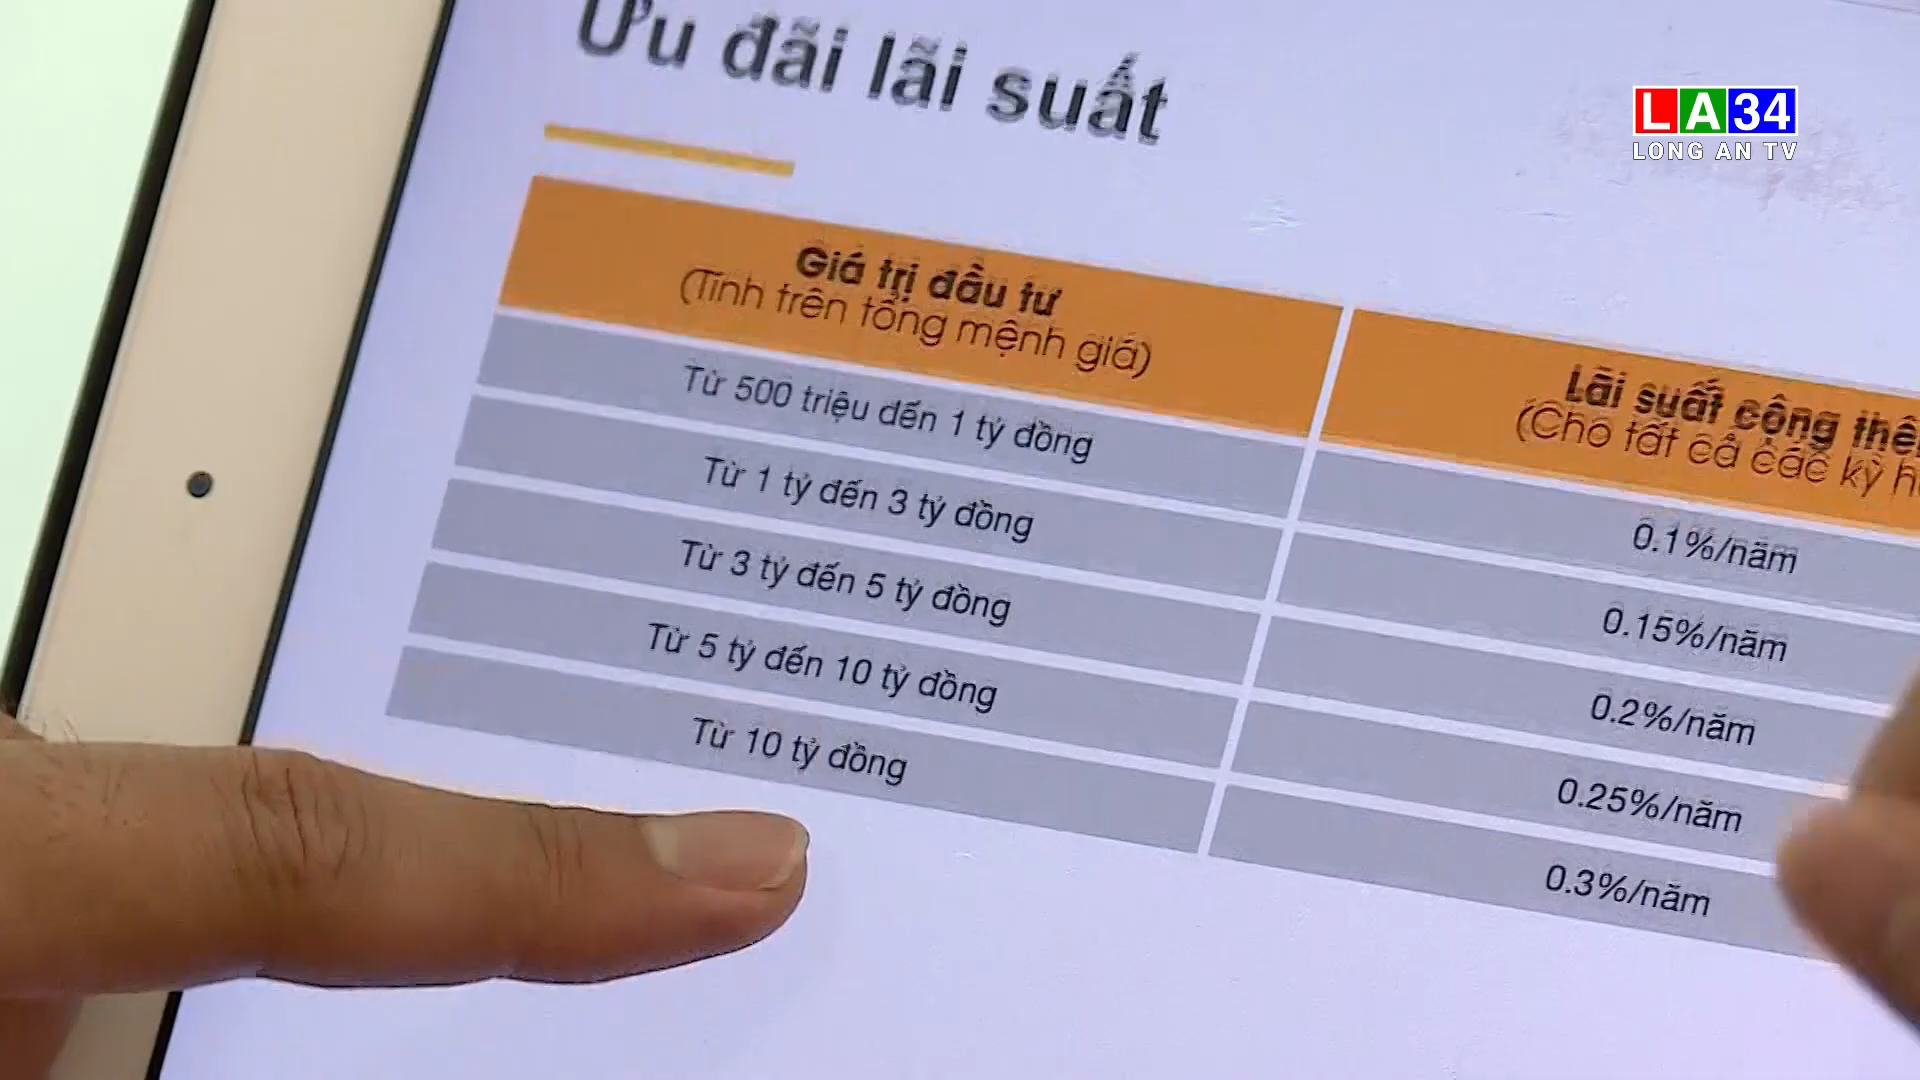 Ưu đãi lãi suất
LA34
LONG AN TV
Giá trị đầu tư
(Tính trên tổng mệnh giá)
Lãi suất cộng
(Cho tất cả các kỳ
Từ 500 triệu đến 1 tỷ đồng
0.1%/năm
Từ 1 tỷ đến 3 tỷ đồng
0.15%/năm
Từ 3 tỷ đến 5 tỷ đồng
0.2%/năm
Từ 5 tỷ đến 10 tỷ đồng
0.25%/năm
Từ 10 tỷ đồng
0.3%/năm